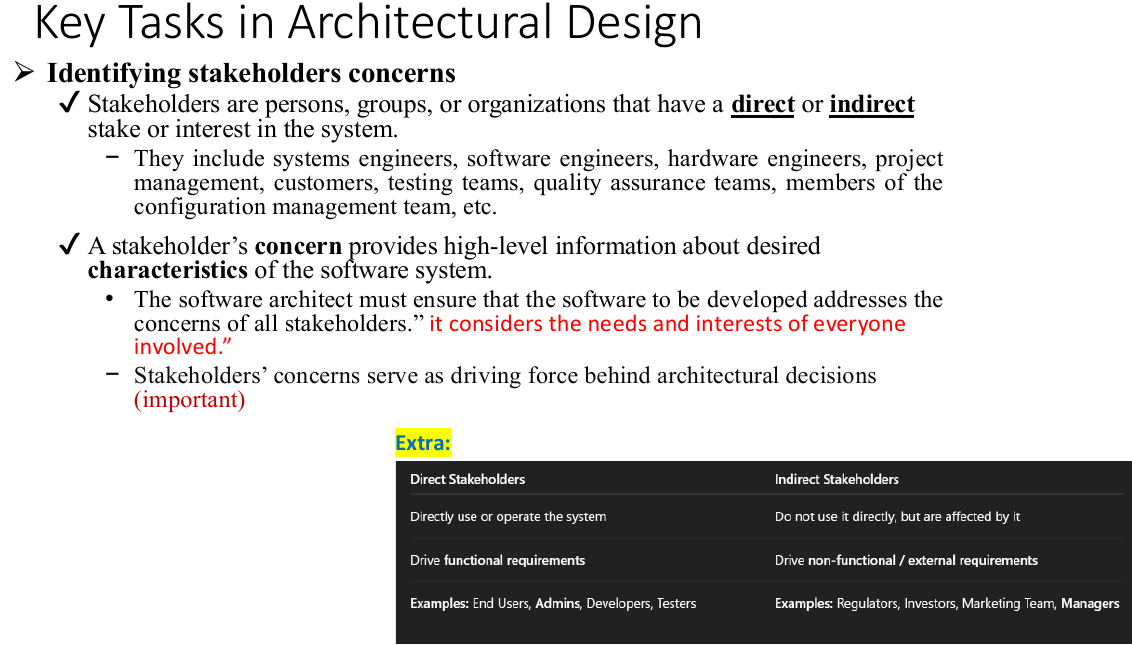 Key Tasks in Architectural Design
➢ Identifying stakeholders concerns
✓ Stakeholders are persons, groups, or organizations that have a direct or indirect
stake or interest in the system.
− They include systems engineers, software engineers, hardware engineers, project
management, customers, testing teams, quality assurance teams, members of the
configuration management team, etc.
✓ A stakeholder’s concern provides high-level information about desired
characteristics of the software system.
• The software architect must ensure that the software to be developed addresses the
concerns of all stakeholders.” it considers the needs and interests of everyone
involved.”
− Stakeholders’ concerns serve as driving force behind architectural decisions
(important)
Extra:
Direct Stakeholders Indirect Stakeholders
Directly use or operate the system Do not use it directly, but are affected by it
Drive functional requirements Drive non-functional / external requirements
Examples: End Users, Admins, Developers, Testers Examples: Regulators, Investors, Marketing Team, Managers